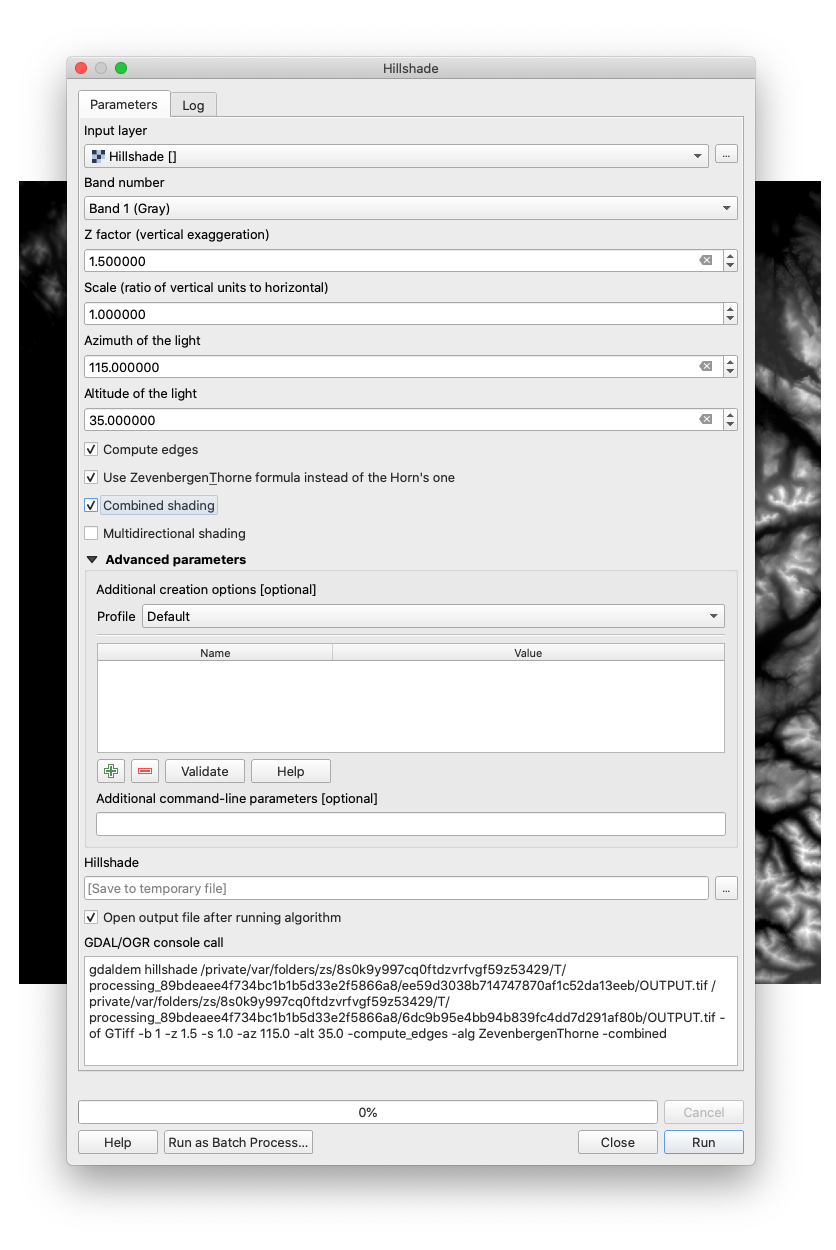 Hillshade
Parameters
Log
Input layer
Hillshade []
...
Band number
Band 1 (Gray)
Z factor (vertical exaggeration)
1.500000
Scale (ratio of vertical units to horizontal)
1.000000
Azimuth of the light
115.000000
Altitude of the light
35.000000
Compute edges
Use ZevenbergenThorne formula instead of the Horn's one
Combined shading
Multidirectional shading
Advanced parameters
Additional creation options [optional]
Profile Default
Name Value
Validate Help
Additional command-line parameters [optional]
Hillshade
[Save to temporary file]
...
Open output file after running algorithm
GDAL/OGR console call
gdaldem hillshade /private/var/folders/zs/8s0k9y997cq0ftdzvrfvgf59z53429/T/
processing_89bdeaee4f734bc1b1b5d33e2f5866a8/ee59d3038b714747870af1c52da13eeb/OUTPUT.tif /
private/var/folders/zs/8s0k9y997cq0ftdzvrfvgf59z53429/T/
processing_89bdeaee4f734bc1b1b5d33e2f5866a8/6dc9b95e4bb94b839fc4dd7d291af80b/OUTPUT.tif -
of GTiff -b 1 -z 1.5 -s 1.0 -az 115.0 -alt 35.0 -compute_edges -alg ZevenbergenThorne -combined
0%
Cancel
Help Run as Batch Process... Close Run